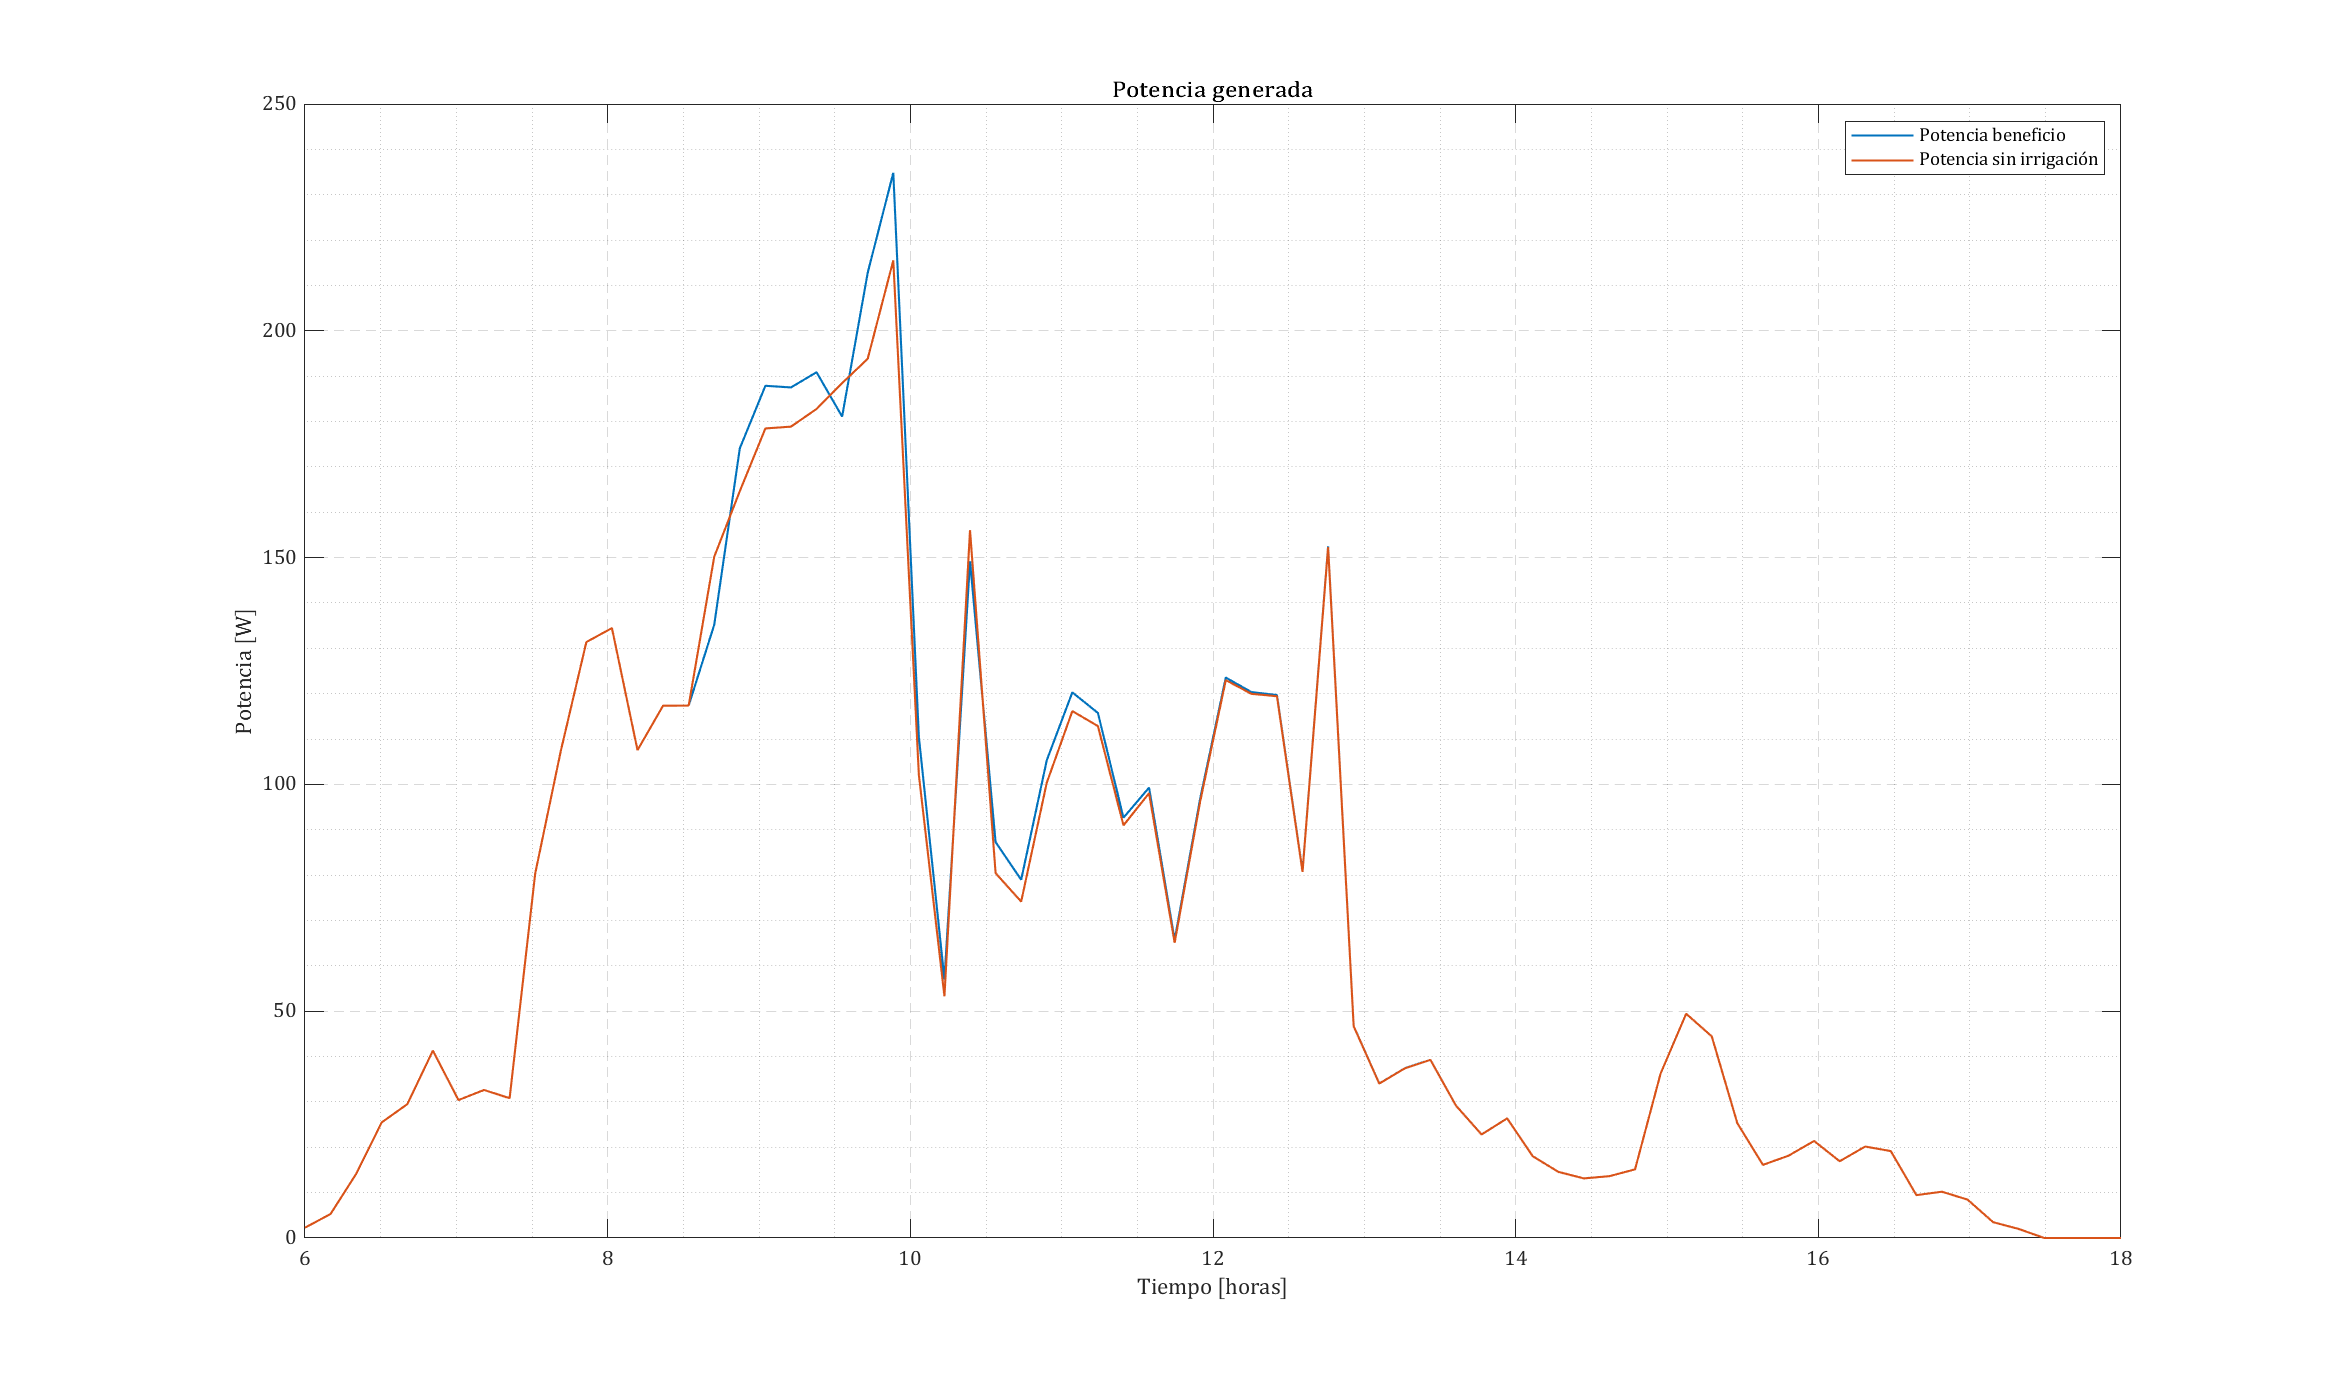 Potencia generada
250
Potencia beneficio
Potencia sin irrigación
200
150
Potencia [W]
100
50
0
6 8 10 12 14 16 18
Tiempo [horas]